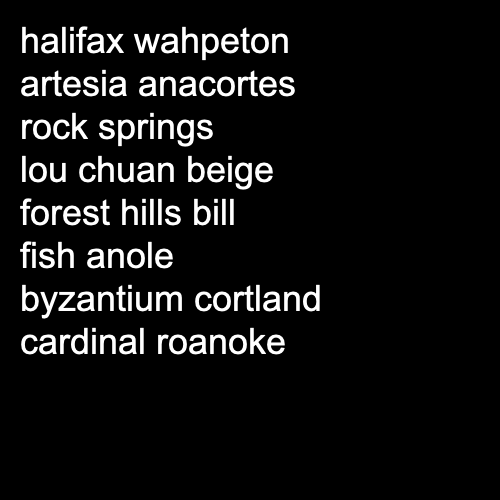 halifax wahpeton
artesia anacortes
rock springs
lou chuan beige
forest hills bill
fish anole
byzantium cortland
cardinal roanoke